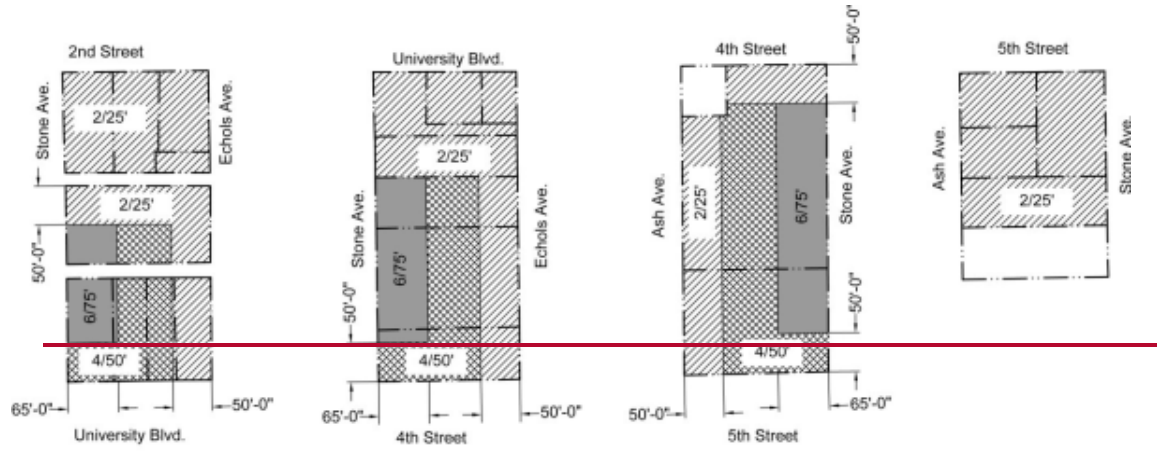 2nd Street
Stone Ave.
2/25'
Echols Ave.
2/25'
50'-0"
6/75'
4/50'
65'-0"
50'-0"
University Blvd.
University Blvd.
2/25'
Stone Ave.
Echols Ave.
6/75'
50'-0"
4/50'
65'-0"
50'-0"
4th Street
4th Street
50'-0"
Ash Ave.
2/25'
6/75'
Stone Ave.
50'-0"
4/50'
50'-0"
65'-0"
5th Street
5th Street
Ash Ave.
Stone Ave.
2/25'